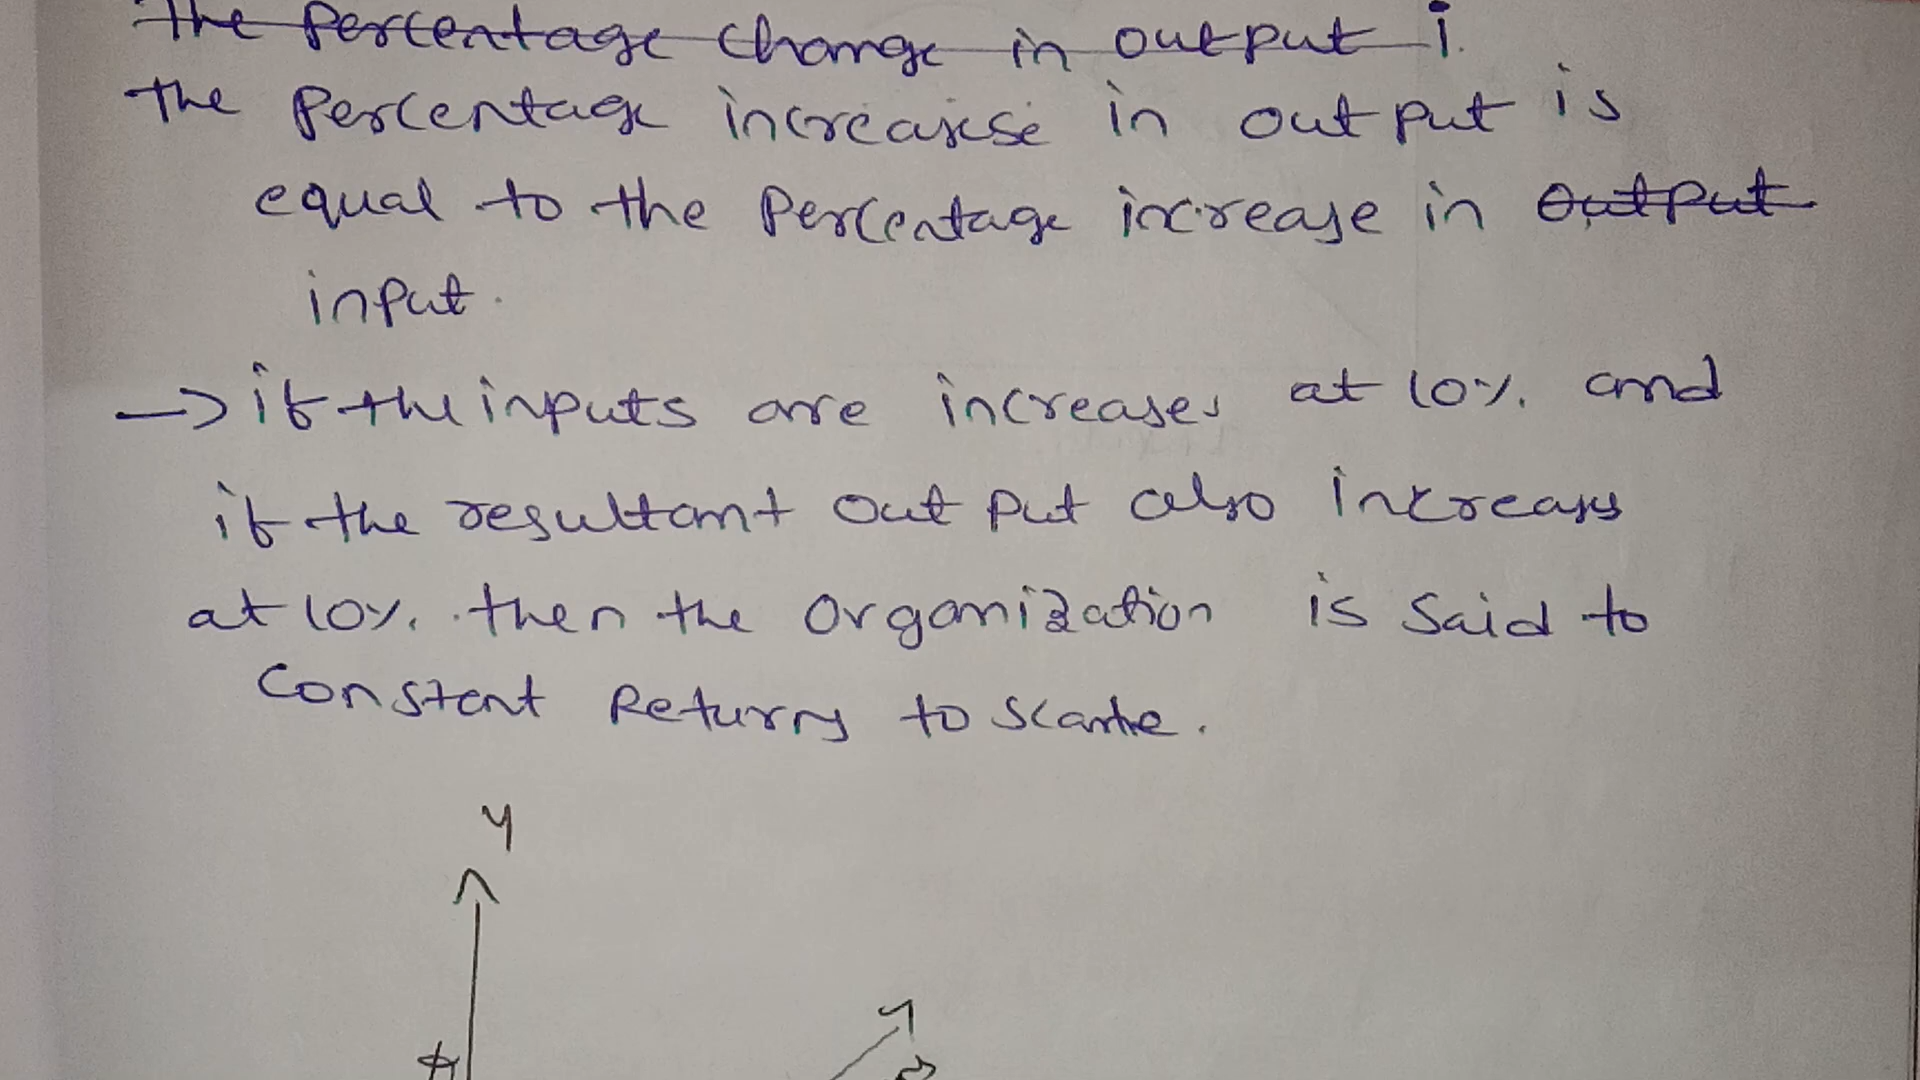 The Percentage Change in output i
The Percentage increase in output is
equal to the Percentage increase in output
input.
→ if the inputs are increases at 10% and
if the resultant output also increases
at 10%. then the Organization is said to
Constant Returns to Scale.
Y